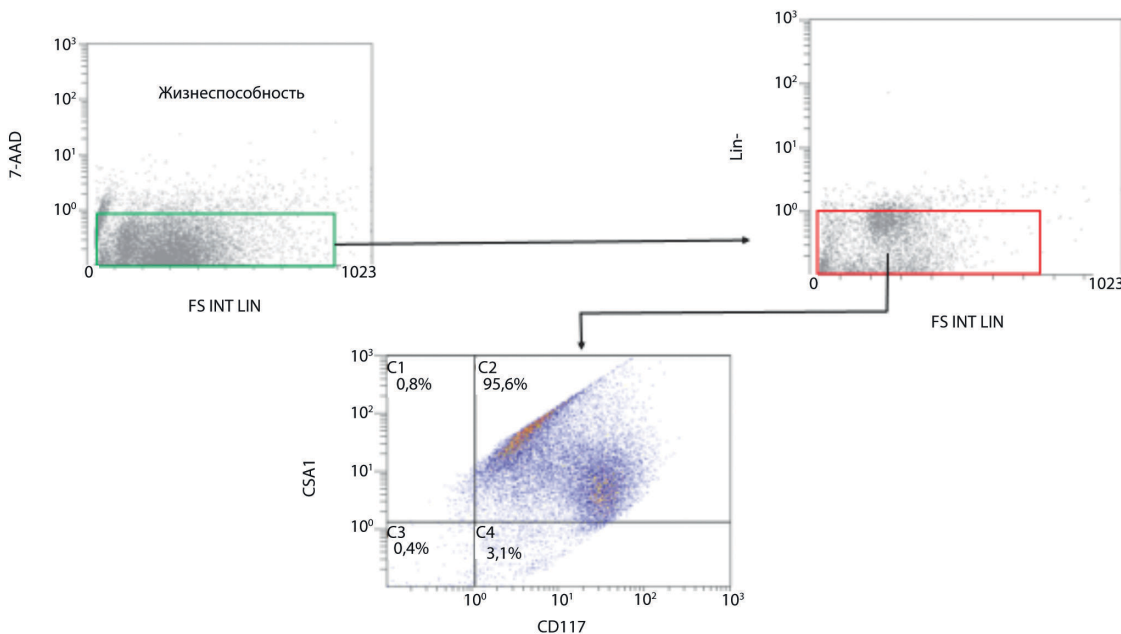 10³
Жизнеспособность
10²
7-AAD
10¹
10⁰
0
1023
FS INT LIN
10³
10²
Lin-
10¹
10⁰
0
1023
FS INT LIN
10³
C1
0,8%
C2
95,6%
10²
CSA1
10¹
10⁰
C3
0,4%
C4
3,1%
10⁰
10¹
10²
10³
CD117